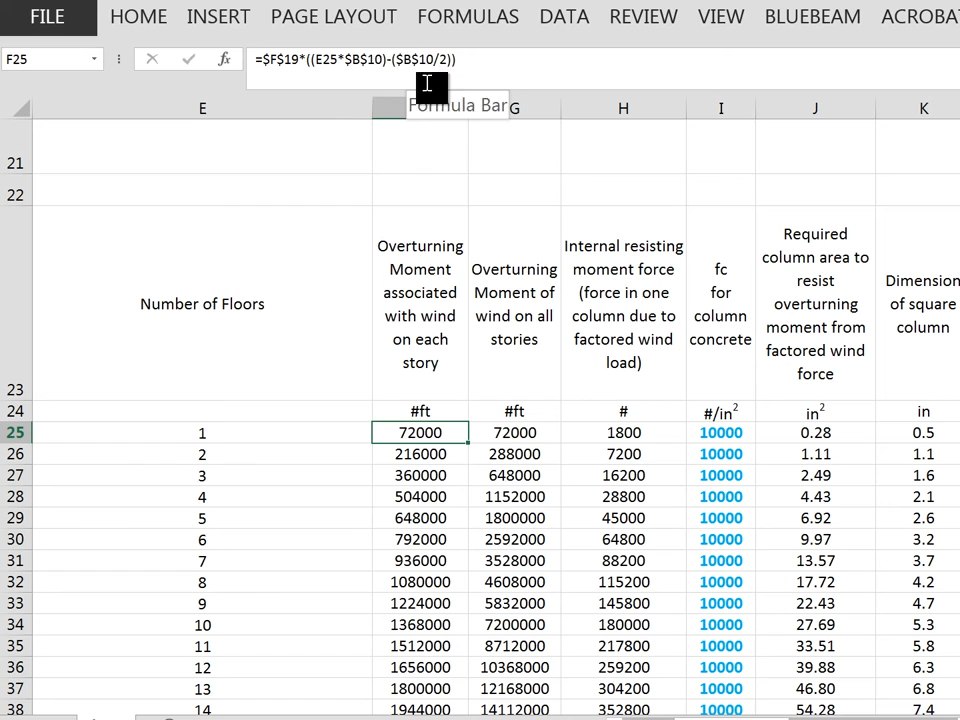 FILE HOME INSERT PAGE LAYOUT FORMULAS DATA REVIEW VIEW BLUEBEAM ACROBA
F25 fx =$F$19*((E25*$B$10)-($B$10/2))
Formula Bar
E G H I J K
21
22
23 Number of Floors
Overturning
Moment
associated
with wind
on each
story
Overturning
Moment of
wind on all
stories
Internal resisting
moment force
(force in one
column due to
factored wind
load)
fc
for
column
concrete
Required
column area to
resist
overturning
moment from
factored wind
force
Dimension
of square
column
24 #ft #ft # #/in² in² in
25 1 72000 72000 1800 10000 0.28 0.5
26 2 216000 288000 7200 10000 1.11 1.1
27 3 360000 648000 16200 10000 2.49 1.6
28 4 504000 1152000 28800 10000 4.43 2.1
29 5 648000 1800000 45000 10000 6.92 2.6
30 6 792000 2592000 64800 10000 9.97 3.2
31 7 936000 3528000 88200 10000 13.57 3.7
32 8 1080000 4608000 115200 10000 17.72 4.2
33 9 1224000 5832000 145800 10000 22.43 4.7
34 10 1368000 7200000 180000 10000 27.69 5.3
35 11 1512000 8712000 217800 10000 33.51 5.8
36 12 1656000 10368000 259200 10000 39.88 6.3
37 13 1800000 12168000 304200 10000 46.80 6.8
38 14 1944000 14112000 352800 10000 54.28 7.4